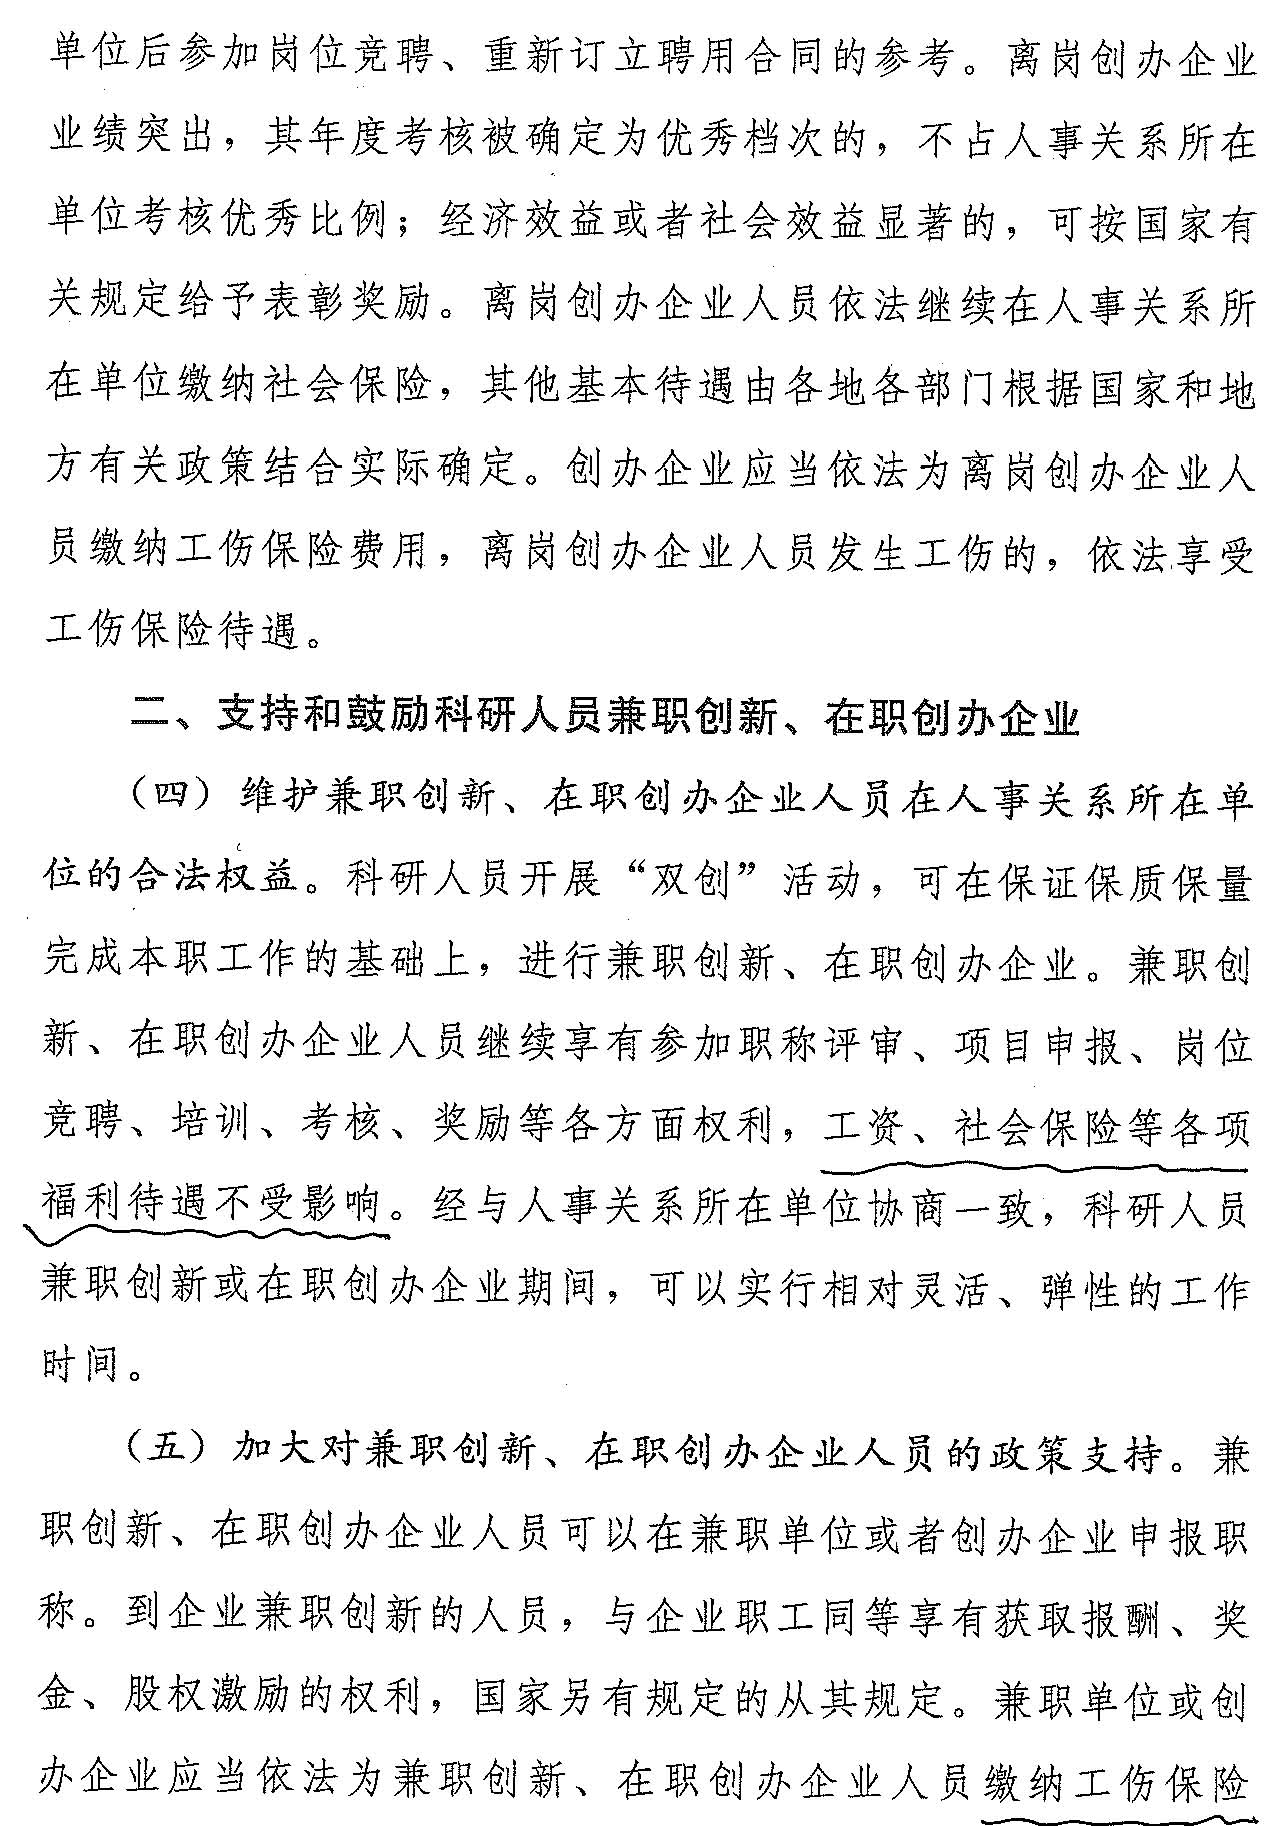 单位后参加岗位竞聘、重新订立聘用合同的参考。离岗创办企业
业绩突出，其年度考核被确定为优秀档次的，不占人事关系所在
单位考核优秀比例；经济效益或者社会效益显著的，可按国家有
关规定给予表彰奖励。离岗创办企业人员依法继续在人事关系所
在单位缴纳社会保险，其他基本待遇由各地各部门根据国家和地
方有关政策结合实际确定。创办企业应当依法为离岗创办企业人
员缴纳工伤保险费用，离岗创办企业人员发生工伤的，依法享受
工伤保险待遇。
二、支持和鼓励科研人员兼职创新、在职创办企业
（四）维护兼职创新、在职创办企业人员在人事关系所在单
位的合法权益。科研人员开展“双创”活动，可在保证保质保量
完成本职工作的基础上，进行兼职创新、在职创办企业。兼职创
新、在职创办企业人员继续享有参加职称评审、项目申报、岗位
竞聘、培训、考核、奖励等各方面权利，工资、社会保险等各项
福利待遇不受影响。经与人事关系所在单位协商一致，科研人员
兼职创新或在职创办企业期间，可以实行相对灵活、弹性的工作
时间。
（五）加大对兼职创新、在职创办企业人员的政策支持。兼
职创新、在职创办企业人员可以在兼职单位或者创办企业申报职
称。到企业兼职创新的人员，与企业职工同等享有获取报酬、奖
金、股权激励的权利，国家另有规定的从其规定。兼职单位或创
办企业应当依法为兼职创新、在职创办企业人员缴纳工伤保险